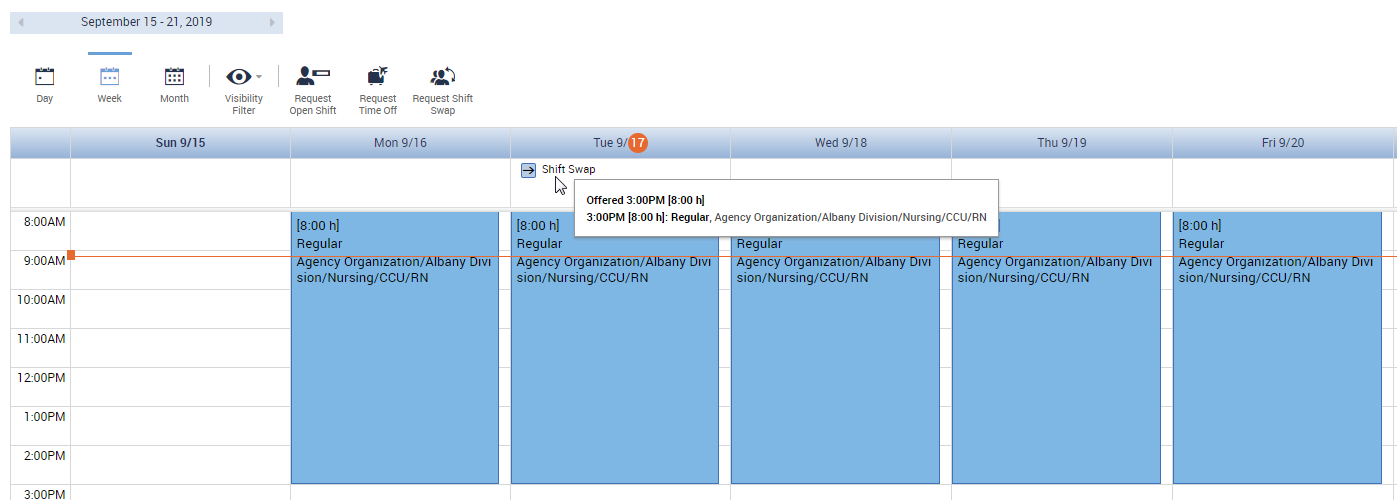 September 15 - 21, 2019
Day
Week
Month
Visibility
Filter
Request
Open Shift
Request
Time Off
Request Shift
Swap
Sun 9/15
Mon 9/16
Tue 9/17
Wed 9/18
Thu 9/19
Fri 9/20
Shift Swap
Offered 3:00PM [8:00 h]
3:00PM [8:00 h]: Regular, Agency Organization/Albany Division/Nursing/CCU/RN
8:00AM
9:00AM
10:00AM
11:00AM
12:00PM
1:00PM
2:00PM
3:00PM
[8:00 h]
Regular
Agency Organization/Albany Divi
sion/Nursing/CCU/RN
[8:00 h]
Regular
Agency Organization/Albany Divi
sion/Nursing/CCU/RN
Regular
Agency Organization/Albany Divi
sion/Nursing/CCU/RN
h]
Regular
Agency Organization/Albany Divi
sion/Nursing/CCU/RN
[8:00 h]
Regular
Agency Organization/Albany Divi
sion/Nursing/CCU/RN